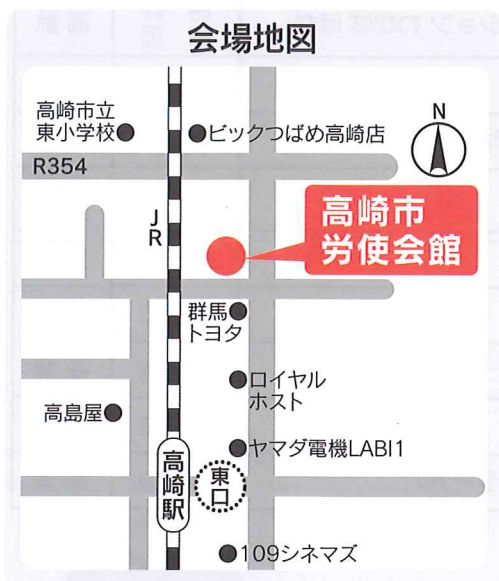 会場地図
高崎市立
東小学校
ビックつばめ高崎店
N
R354
JR
高崎市
労使会館
群馬
トヨタ
ロイヤル
ホスト
高島屋
ヤマダ電機LABI1
高崎駅
東口
109シネマズ